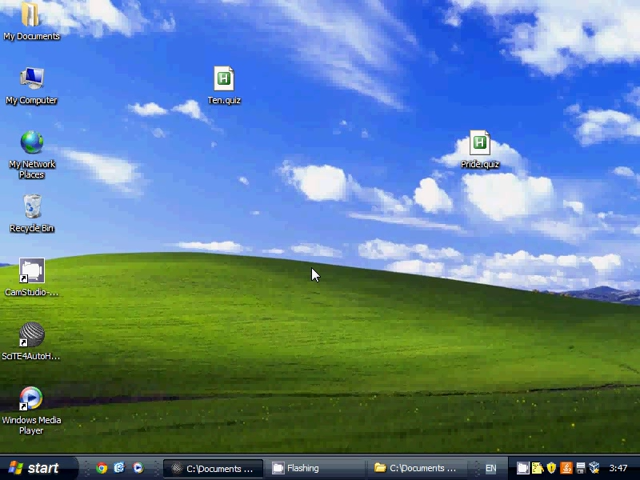 My Documents
Ten.quiz
My Computer
Pride.quiz
My Network
Places
Recycle Bin
CamStudio-...
SciTE4AutoH...
Windows Media
Player
start
C:\Documents ...
Flashing
C:\Documents ...
EN
3:47